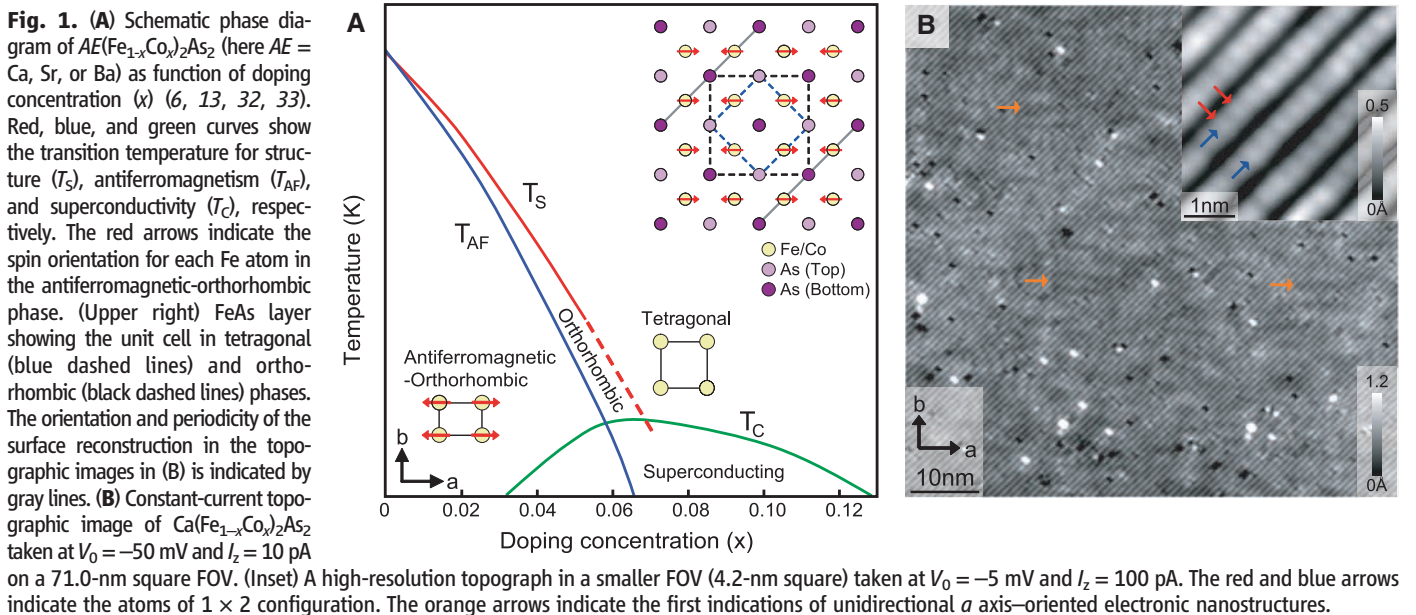 Fig. 1. (A) Schematic phase dia-
gram of AE(Fe1-xCox)2As2 (here AE =
Ca, Sr, or Ba) as function of doping
concentration (x) (6, 13, 32, 33).
Red, blue, and green curves show
the transition temperature for struc-
ture (TS), antiferromagnetism (TAF),
and superconductivity (TC), respec-
tively. The red arrows indicate the
spin orientation for each Fe atom in
the antiferromagnetic-orthorhombic
phase. (Upper right) FeAs layer
showing the unit cell in tetragonal
(blue dashed lines) and ortho-
rhombic (black dashed lines) phases.
The orientation and periodicity of the
surface reconstruction in the topo-
graphic images in (B) is indicated by
gray lines. (B) Constant-current topo-
graphic image of Ca(Fe1–xCox)2As2
taken at V0 = –50 mV and Iz = 10 pA
on a 71.0-nm square FOV. (Inset) A high-resolution topograph in a smaller FOV (4.2-nm square) taken at V0 = –5 mV and Iz = 100 pA. The red and blue arrows
indicate the atoms of 1 × 2 configuration. The orange arrows indicate the first indications of unidirectional a axis–oriented electronic nanostructures.
A
Temperature (K)
TS
TAF
Fe/Co
As (Top)
As (Bottom)
Orthorhombic
Tetragonal
Antiferromagnetic
-Orthorhombic
b
a
TC
Superconducting
0
0.02
0.04
0.06
0.08
0.10
0.12
Doping concentration (x)
B
0.5
0Å
1nm
b
a
10nm
1.2
0Å